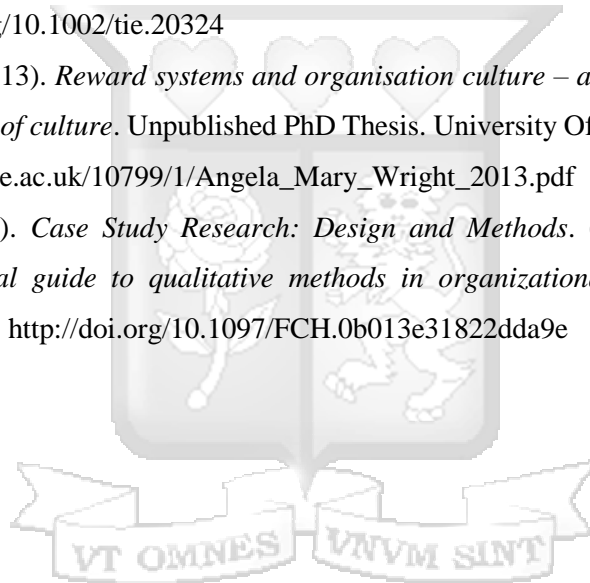 g/10.1002/tie.20324
13). Reward systems and organisation culture – a
of culture. Unpublished PhD Thesis. University Of
e.ac.uk/10799/1/Angela_Mary_Wright_2013.pdf
). Case Study Research: Design and Methods.
al guide to qualitative methods in organization
http://doi.org/10.1097/FCH.0b013e31822dda9e
VT OMNES VNVM SINT